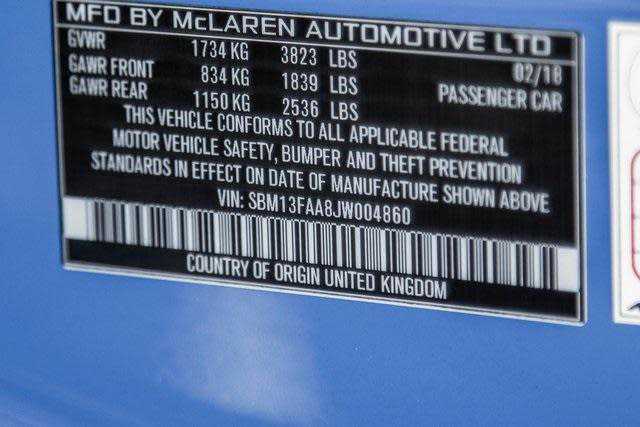 MFD BY McLAREN AUTOMOTIVE LTD
GVWR 1734 KG 3823 LBS 02/18
GAWR FRONT 834 KG 1839 LBS PASSENGER CAR
GAWR REAR 1150 KG 2536 LBS
THIS VEHICLE CONFORMS TO ALL APPLICABLE FEDERAL
MOTOR VEHICLE SAFETY, BUMPER AND THEFT PREVENTION
STANDARDS IN EFFECT ON DATE OF MANUFACTURE SHOWN ABOVE
VIN: SBM13FAA8JW004860
COUNTRY OF ORIGIN UNITED KINGDOM